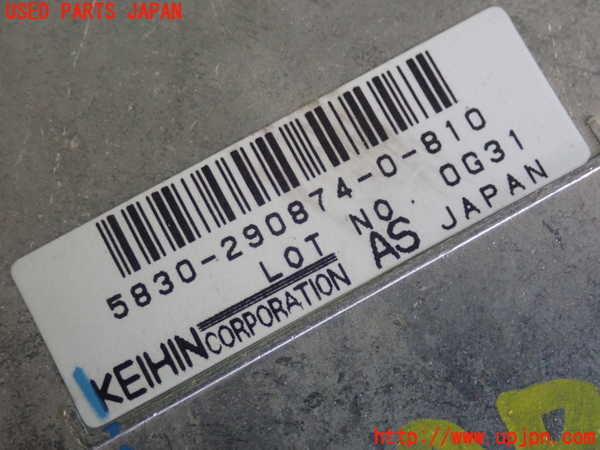 USED PARTS JAPAN
5830-290874-0-810
LOT NO. 0G31
KEIHIN CORPORATION AS JAPAN
http://www.upjpn.com/